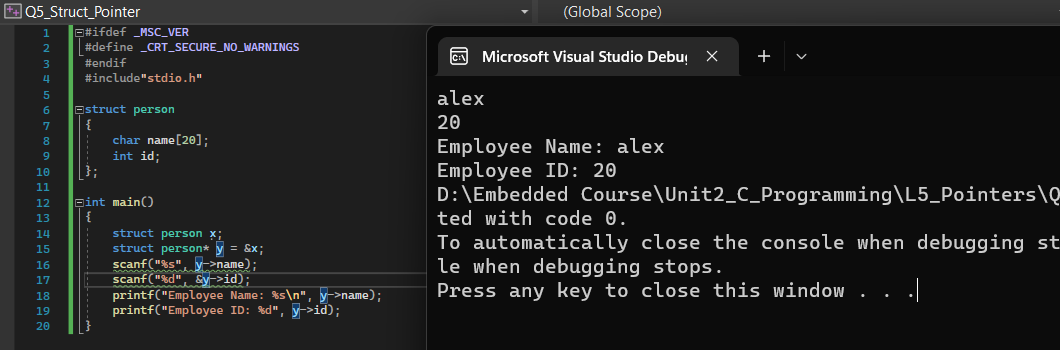 Q5_Struct_Pointer
(Global Scope)
1 #ifdef _MSC_VER
2 #define _CRT_SECURE_NO_WARNINGS
3 #endif
4 #include"stdio.h"
5
6 struct person
7 {
8 char name[20];
9 int id;
10 };
11
12 int main()
13 {
14 struct person x;
15 struct person* y = &x;
16 scanf("%s", y->name);
17 scanf("%d", &y->id);
18 printf("Employee Name: %s\n", y->name);
19 printf("Employee ID: %d", y->id);
20 }
Microsoft Visual Studio Debu
alex
20
Employee Name: alex
Employee ID: 20
D:\Embedded Course\Unit2_C_Programming\L5_Pointers\Q
ted with code 0.
To automatically close the console when debugging st
le when debugging stops.
Press any key to close this window . . .